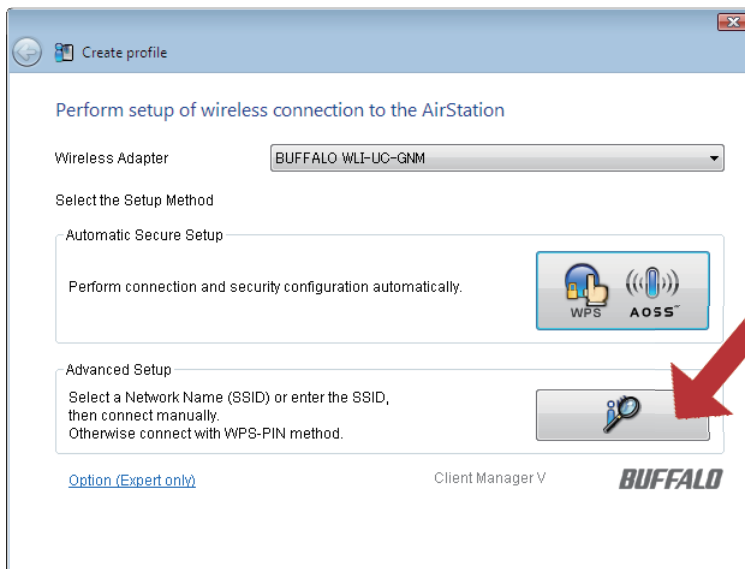 Create profile
Perform setup of wireless connection to the AirStation
Wireless Adapter
BUFFALO WLI-UC-GNM
Select the Setup Method
Automatic Secure Setup
Perform connection and security configuration automatically.
WPS
AOSS™
Advanced Setup
Select a Network Name (SSID) or enter the SSID,
then connect manually.
Otherwise connect with WPS-PIN method.
Option (Expert only)
Client Manager V
BUFFALO